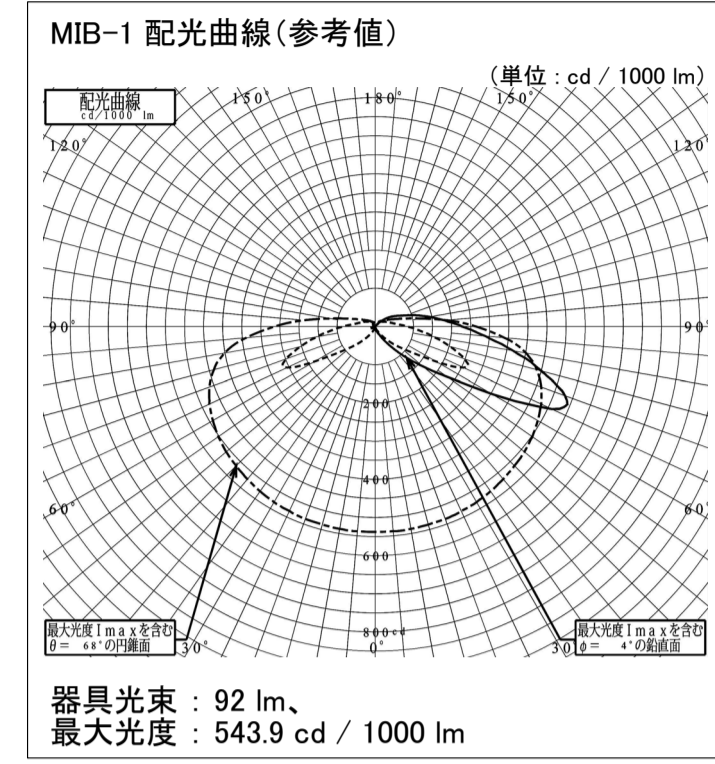 MIB-1 配光曲線（参考値）
（単位 : cd / 1000 lm）
配光曲線
cd/1000 lm
150°
180°
150°
120°
120°
90°
90°
200
400
60°
60°
600
800cd
最大光度Imaxを含む
θ= 68°の円錐面
30°
0°
30
最大光度Imaxを含む
φ= 4°の鉛直面
器具光束 : 92 lm、
最大光度 : 543.9 cd / 1000 lm